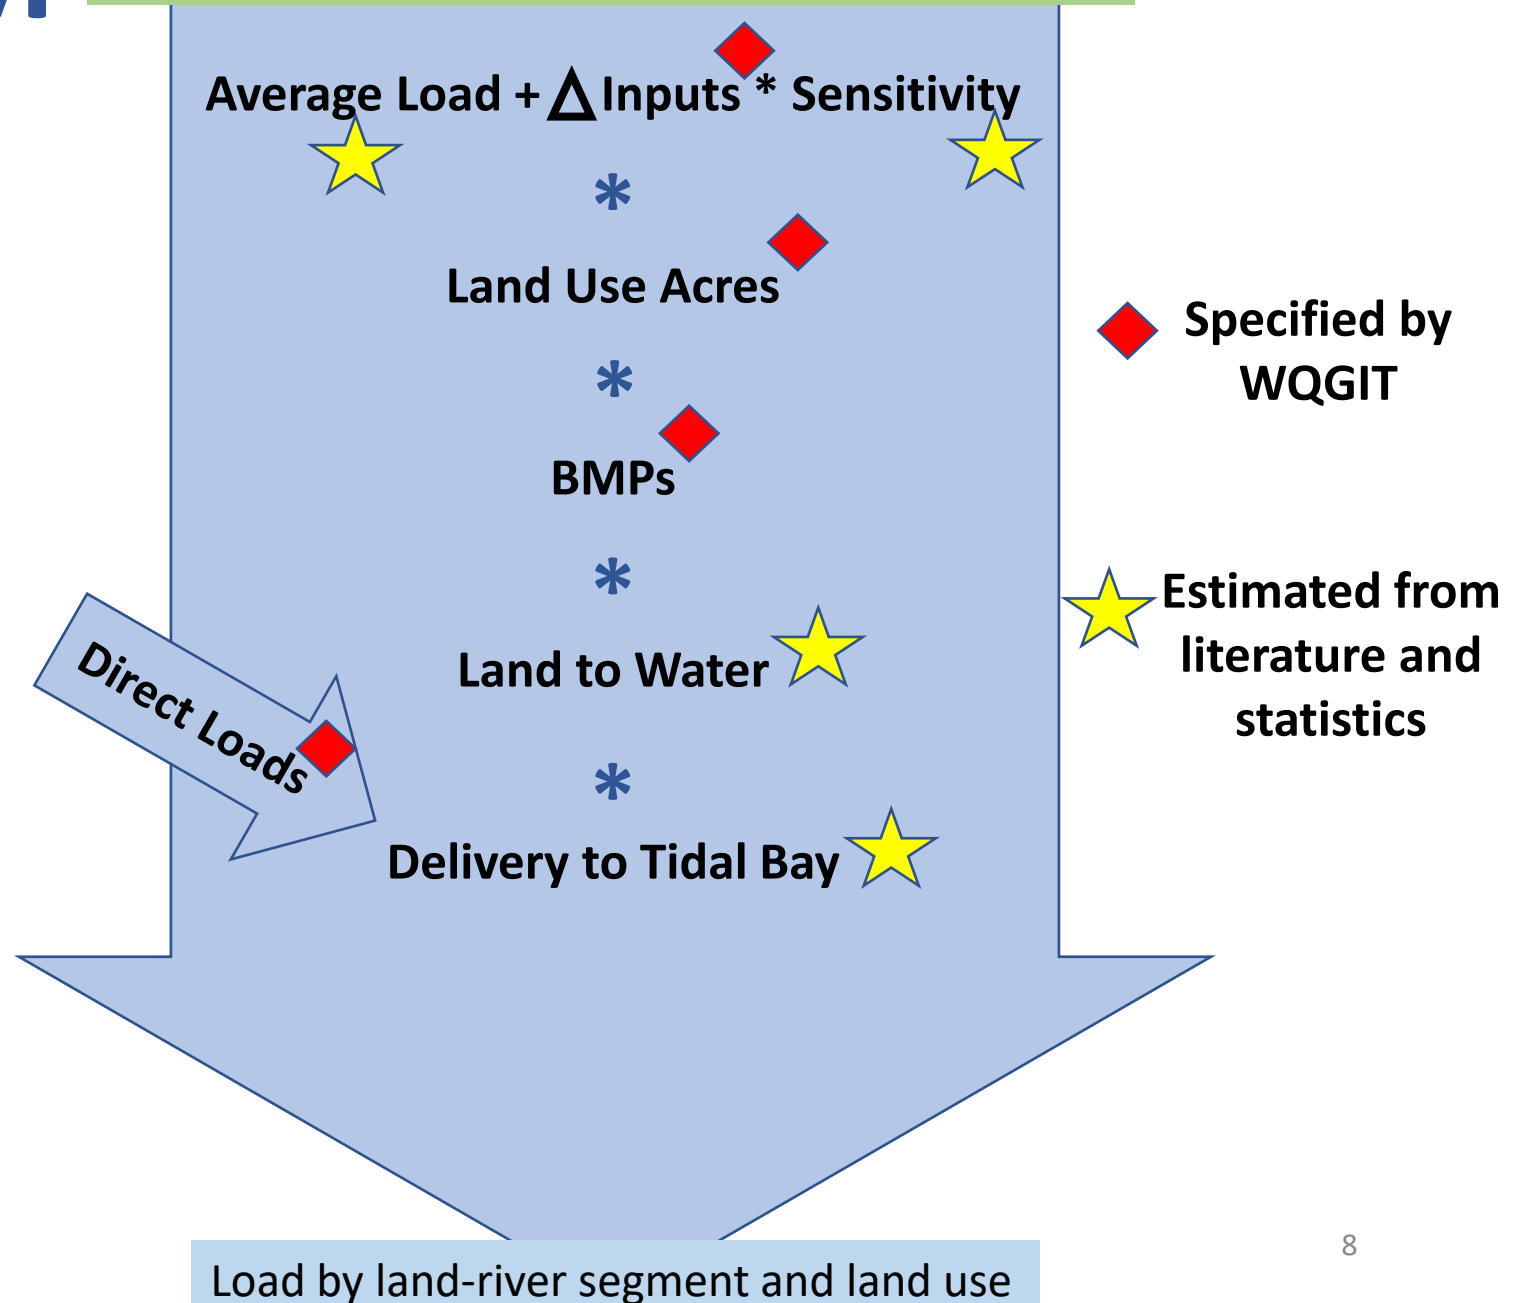 Average Load + Δ Inputs * Sensitivity
*
Land Use Acres
*
BMPs
*
Land to Water
*
Delivery to Tidal Bay
Direct Loads
Specified by
WQGIT
Estimated from
literature and
statistics
Load by land-river segment and land use
8